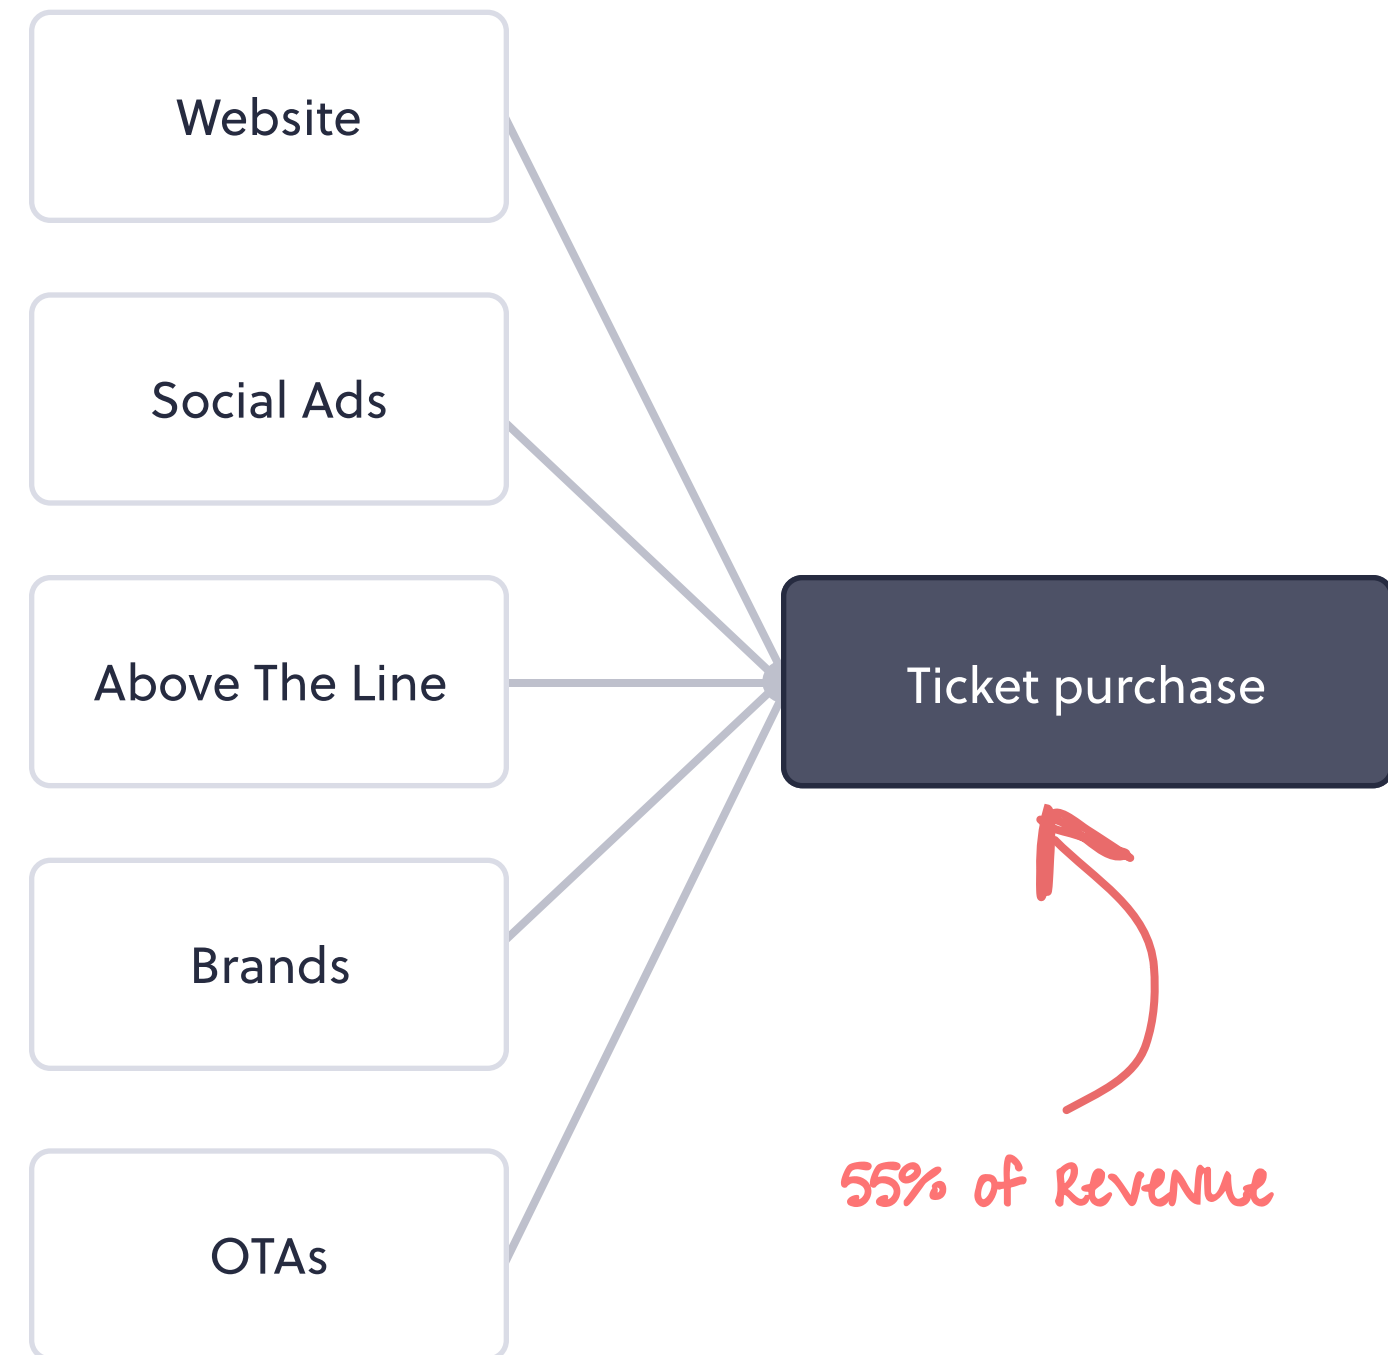 Website
Social Ads
Above The Line
Ticket purchase
Brands
OTAs
55% of Revenue